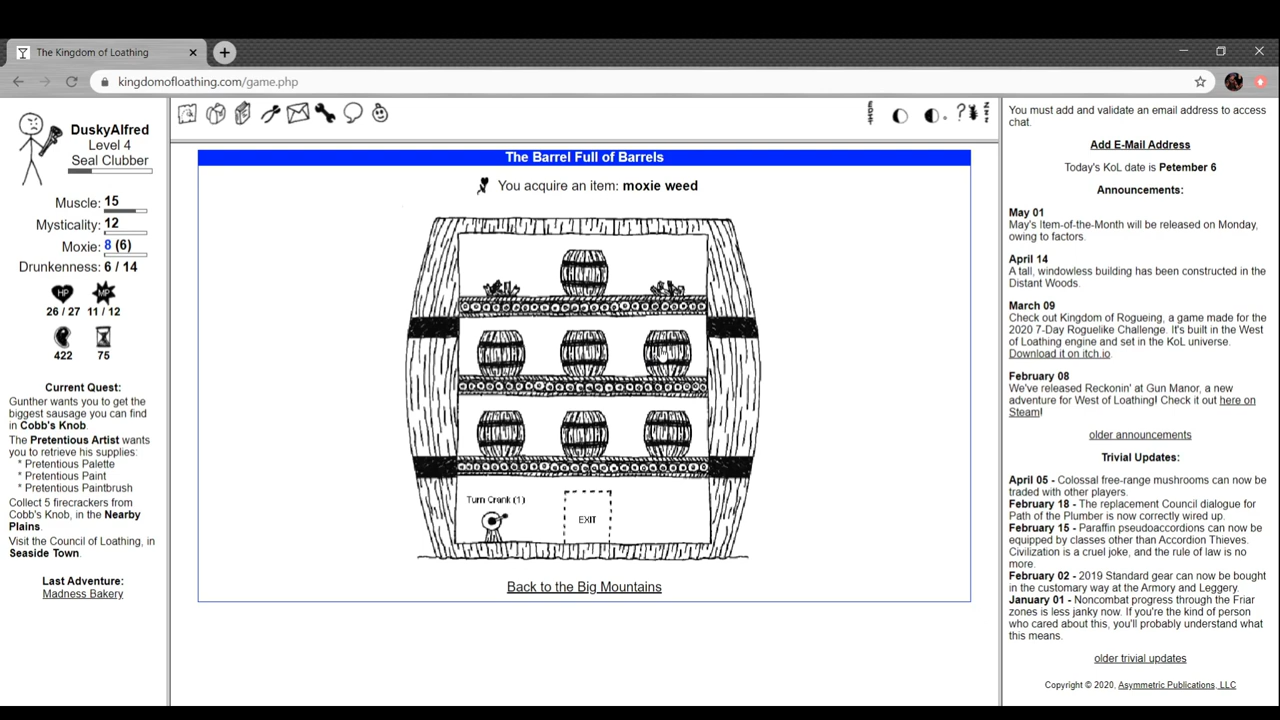 The Kingdom of Loathing
kingdomofloathing.com/game.php
DuskyAlfred
Level 4
Seal Clubber
Muscle: 15
Mysticality: 12
Moxie: 8 (6)
Drunkenness: 6 / 14
HP
MP
26 / 27
11 / 12
422
75
Current Quest:
Gunther wants you to get the
biggest sausage you can find
in Cobb's Knob.
The Pretentious Artist wants
you to retrieve his supplies:
* Pretentious Palette
* Pretentious Paint
* Pretentious Paintbrush
Collect 5 firecrackers from
Cobb's Knob, in the Nearby
Plains.
Visit the Council of Loathing, in
Seaside Town.
Last Adventure:
Madness Bakery
The Barrel Full of Barrels
You acquire an item: moxie weed
Turn Crank (1)
EXIT
Back to the Big Mountains
You must add and validate an email address to access
chat.
Add E-Mail Address
Today's KoL date is Petember 6
Announcements:
May 01
May's Item-of-the-Month will be released on Monday,
owing to factors.
April 14
A tall, windowless building has been constructed in the
Distant Woods.
March 09
Check out Kingdom of Rogueing, a game made for the
2020 7-Day Roguelike Challenge. It's built in the West
of Loathing engine and set in the KoL universe.
Download it on itch.io.
February 08
We've released Reckonin' at Gun Manor, a new
adventure for West of Loathing! Check it out here on
Steam!
older announcements
Trivial Updates:
April 05 - Colossal free-range mushrooms can now be
traded with other players.
February 18 - The replacement Council dialogue for
Path of the Plumber is now correctly wired up.
February 15 - Paraffin pseudoaccordions can now be
equipped by classes other than Accordion Thieves.
Civilization is a cruel joke, and the rule of law is no
more.
February 02 - 2019 Standard gear can now be bought
in the customary way at the Armory and Leggery.
January 01 - Noncombat progress through the Friar
zones is less janky now. If you're the kind of person
who cared about this, you'll probably understand what
this means.
older trivial updates
Copyright © 2020, Asymmetric Publications, LLC